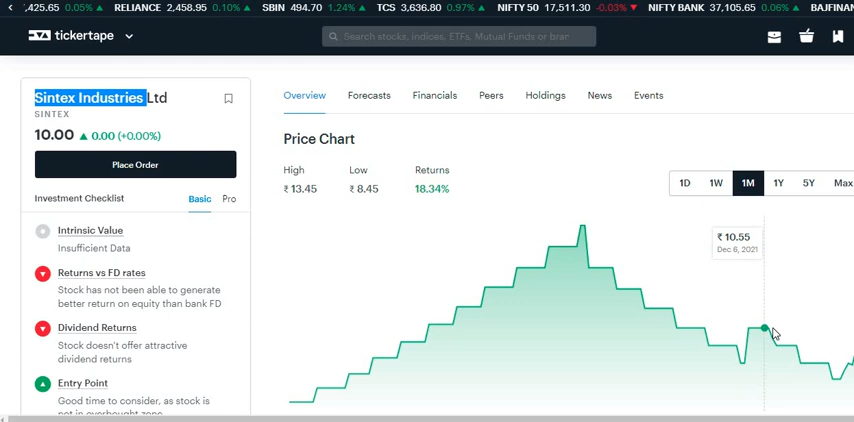 ,425.65 0.05% ▲ RELIANCE 2,458.95 0.10% ▲ SBIN 494.70 1.24% ▲ TCS 3,636.80 0.97% ▲ NIFTY 50 17,511.30 -0.03% ▼ NIFTY BANK 37,105.65 0.06% ▲ BAJFINAN
tickertape
Search stocks, indices, ETFs, Mutual Funds or bran
Sintex Industries Ltd
SINTEX
10.00 ▲ 0.00 (+0.00%)
Place Order
Investment Checklist Basic Pro
Intrinsic Value
Insufficient Data
Returns vs FD rates
Stock has not been able to generate
better return on equity than bank FD
Dividend Returns
Stock doesn't offer attractive
dividend returns
Entry Point
Good time to consider, as stock is
not in overbought zone
Overview Forecasts Financials Peers Holdings News Events
Price Chart
High Low Returns
₹ 13.45 ₹ 8.45 18.34%
1D 1W 1M 1Y 5Y Max
₹ 10.55
Dec 6, 2021